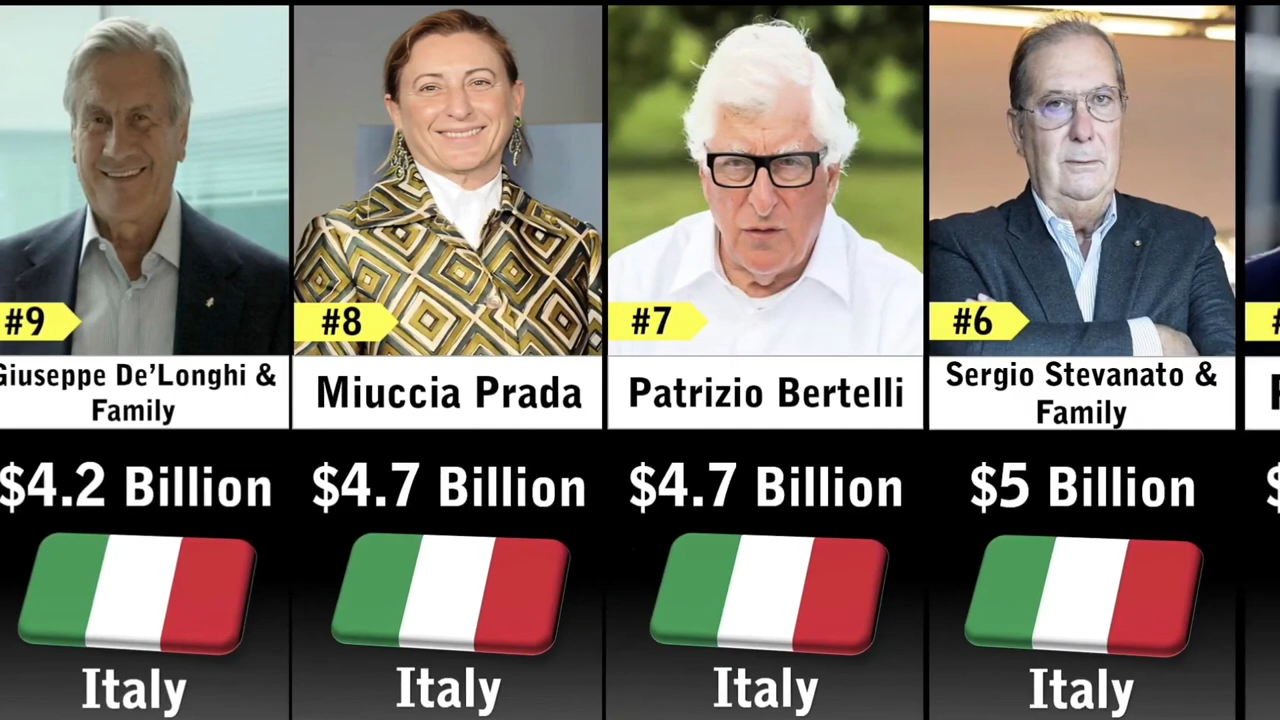 #9
#8
#7
#6
Giuseppe De'Longhi &
Family
Miuccia Prada
Patrizio Bertelli
Sergio Stevanato &
Family
$4.2 Billion
$4.7 Billion
$4.7 Billion
$5 Billion
Italy
Italy
Italy
Italy